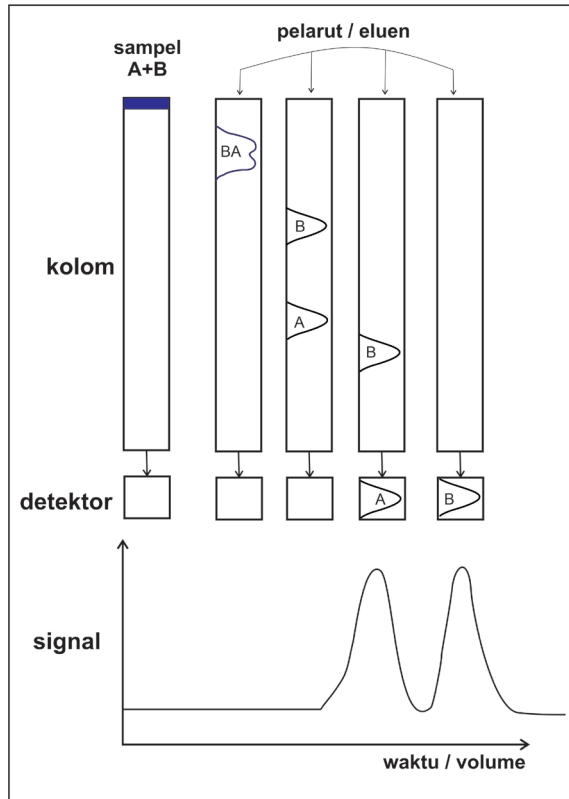 pelarut / eluen
sampel
A+B
BA
B
kolom
A
B
detektor
A
B
signal
waktu / volume